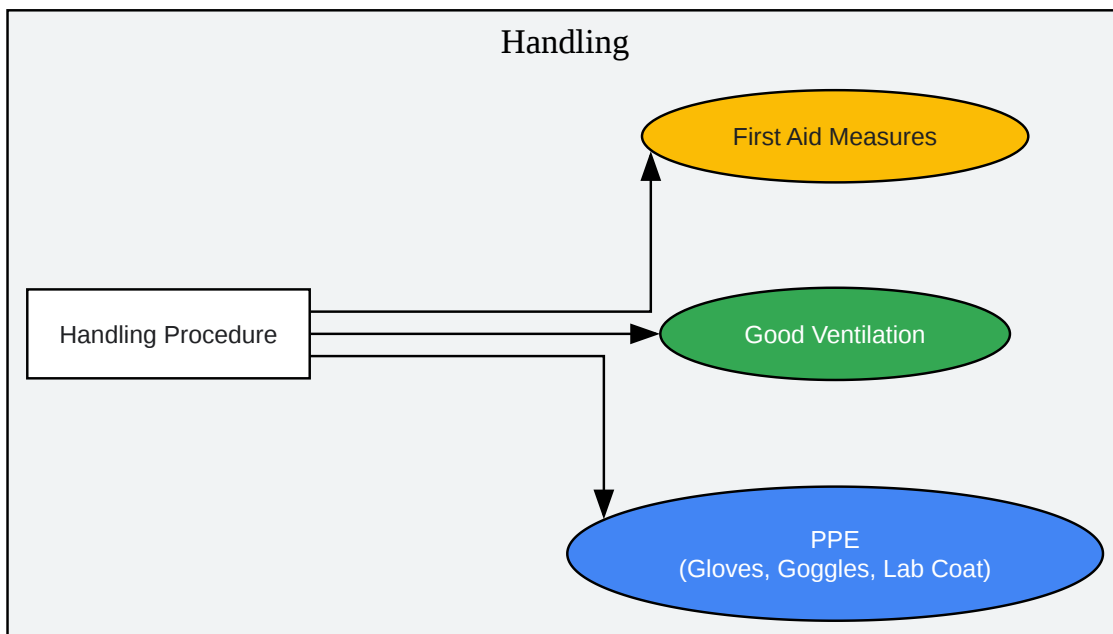 Handling
First Aid Measures
Handling Procedure
Good Ventilation
PPE
(Gloves, Goggles, Lab Coat)